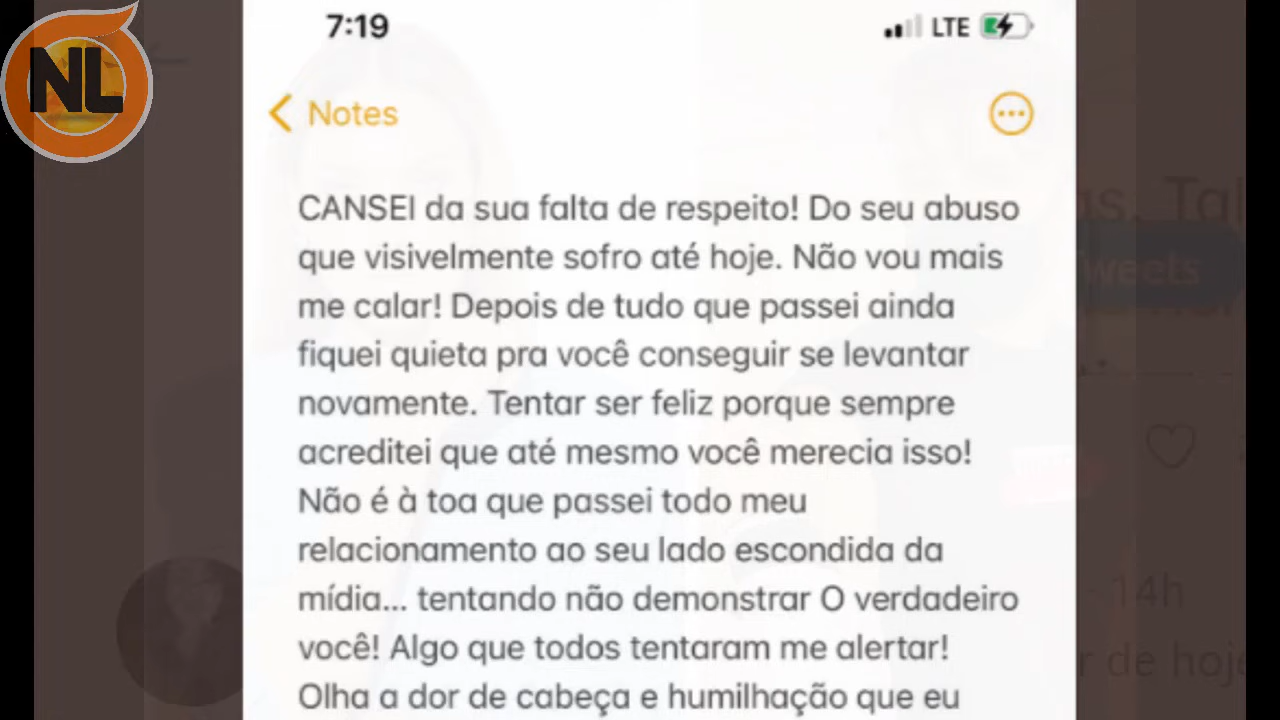 NL
7:19
LTE
Notes
CANSEI da sua falta de respeito! Do seu abuso
que visivelmente sofro até hoje. Não vou mais
me calar! Depois de tudo que passei ainda
fiquei quieta pra você conseguir se levantar
novamente. Tentar ser feliz porque sempre
acreditei que até mesmo você merecia isso!
Não é à toa que passei todo meu
relacionamento ao seu lado escondida da
mídia... tentando não demonstrar O verdadeiro
você! Algo que todos tentaram me alertar!
Olha a dor de cabeça e humilhação que eu
weets
14h
r de hoje